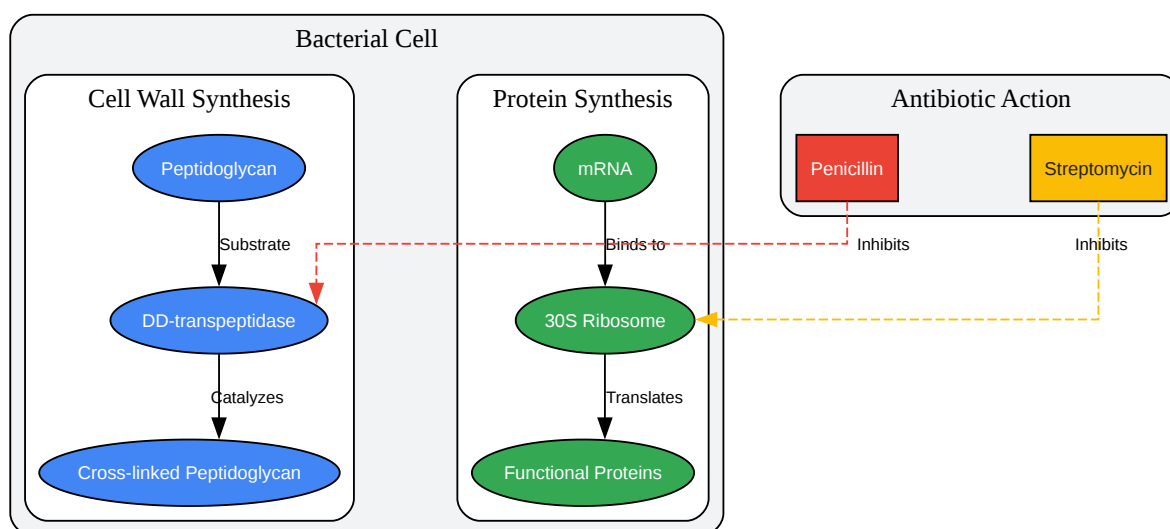 Bacterial Cell
Cell Wall Synthesis
Protein Synthesis
Antibiotic Action
Peptidoglycan
mRNA
Penicillin
Streptomycin
Substrate
Binds to
Inhibits
Inhibits
DD-transpeptidase
30S Ribosome
Catalyzes
Translates
Cross-linked Peptidoglycan
Functional Proteins